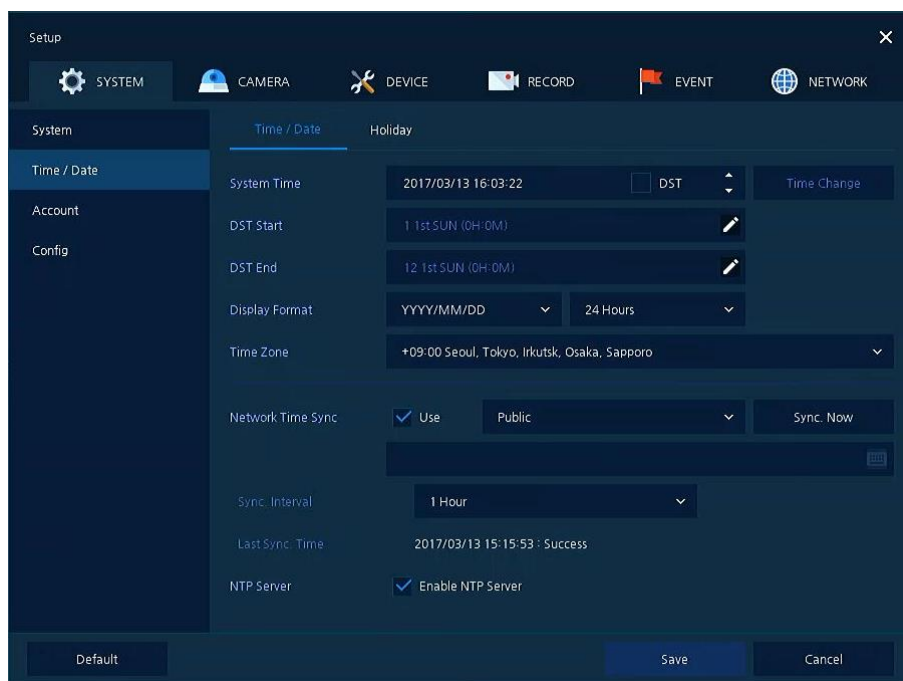 Setup
SYSTEM CAMERA DEVICE RECORD EVENT NETWORK
System
Time / Date
Account
Config
Time / Date Holiday
System Time 2017/03/13 16:03:22 DST Time Change
DST Start 1 1st SUN (0H:0M)
DST End 12 1st SUN (0H:0M)
Display Format YYYY/MM/DD 24 Hours
Time Zone +09:00 Seoul, Tokyo, Irkutsk, Osaka, Sapporo
Network Time Sync Use Public Sync. Now
Sync. Interval 1 Hour
Last Sync. Time 2017/03/13 15:15:53 : Success
NTP Server Enable NTP Server
Default Save Cancel